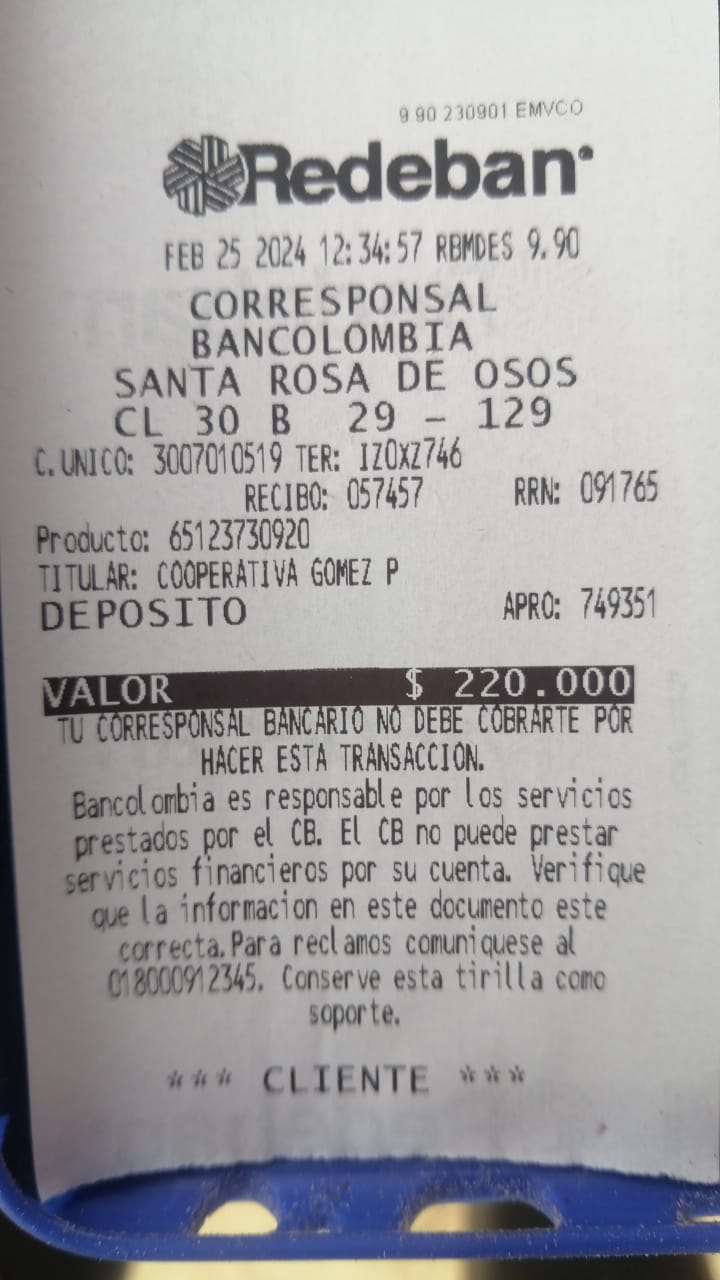 9 90 230901 EMVCO
Redeban
FEB 25 2024 12:34:57 RBMDES 9.90
CORRESPONSAL
BANCOLOMBIA
SANTA ROSA DE OSOS
CL 30 B 29 - 129
C.UNICO: 3007010519 TER: IZOXZ746
RECIBO: 057457 RRN: 091765
Producto: 65123730920
TITULAR: COOPERATIVA GOMEZ P
DEPOSITO APRO: 749351
VALOR $ 220.000
TU CORRESPONSAL BANCARIO NO DEBE COBRARTE POR
HACER ESTA TRANSACCION.
Bancolombia es responsable por los servicios
prestados por el CB. El CB no puede prestar
servicios financieros por su cuenta. Verifique
que la informacion en este documento este
correcta.Para reclamos comuniquese al
018000912345. Conserve esta tirilla como
soporte.
*** CLIENTE ***